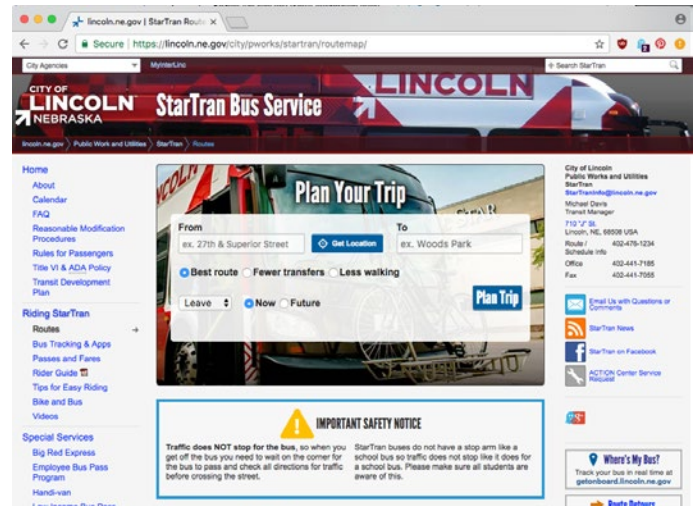 lincoln.ne.gov | StarTran Rout
Secure | https://lincoln.ne.gov/city/pworks/startran/routemap/
City Agencies
MyInterLinc
Search StarTran
CITY OF
LINCOLN
NEBRASKA
StarTran Bus Service
LINCOLN
lincoln.ne.gov
Public Work and Utilities
StarTran
Routes
Home
About
Calendar
FAQ
Reasonable Modification
Procedures
Rules for Passengers
Title VI & ADA Policy
Transit Development
Plan
Riding StarTran
Routes
Bus Tracking & Apps
Passes and Fares
Rider Guide
Tips for Easy Riding
Bike and Bus
Videos
Special Services
Big Red Express
Employee Bus Pass
Program
Handi-van
Low Income Bus Pass
Plan Your Trip
From
To
ex. 27th & Superior Street
Get Location
ex. Woods Park
Best route
Fewer transfers
Less walking
Leave
Now
Future
Plan Trip
IMPORTANT SAFETY NOTICE
Traffic does NOT stop for the bus, so when you
get off the bus you need to wait on the corner for
the bus to pass and check all directions for traffic
before crossing the street.
StarTran buses do not have a stop arm like a
school bus so traffic does not stop like it does for
a school bus. Please make sure all students are
aware of this.
City of Lincoln
Public Works and Utilities
StarTran
StarTranInfo@lincoln.ne.gov
Michael Davis
Transit Manager
710 "J" St.
Lincoln, NE, 68508 USA
Route / 402-476-1234
Schedule Info
Office 402-441-7185
Fax 402-441-7055
Email Us with Questions or
Comments
StarTran News
StarTran on Facebook
ACTION Center Service
Request
Where's My Bus?
Track your bus in real time at
getonboard.lincoln.ne.gov
Route Detours